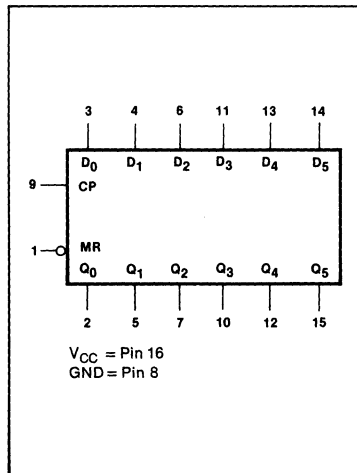 3 4 6 11 13 14
D0 D1 D2 D3 D4 D5
9 CP
1 MR
Q0 Q1 Q2 Q3 Q4 Q5
2 5 7 10 12 15
VCC = Pin 16
GND = Pin 8